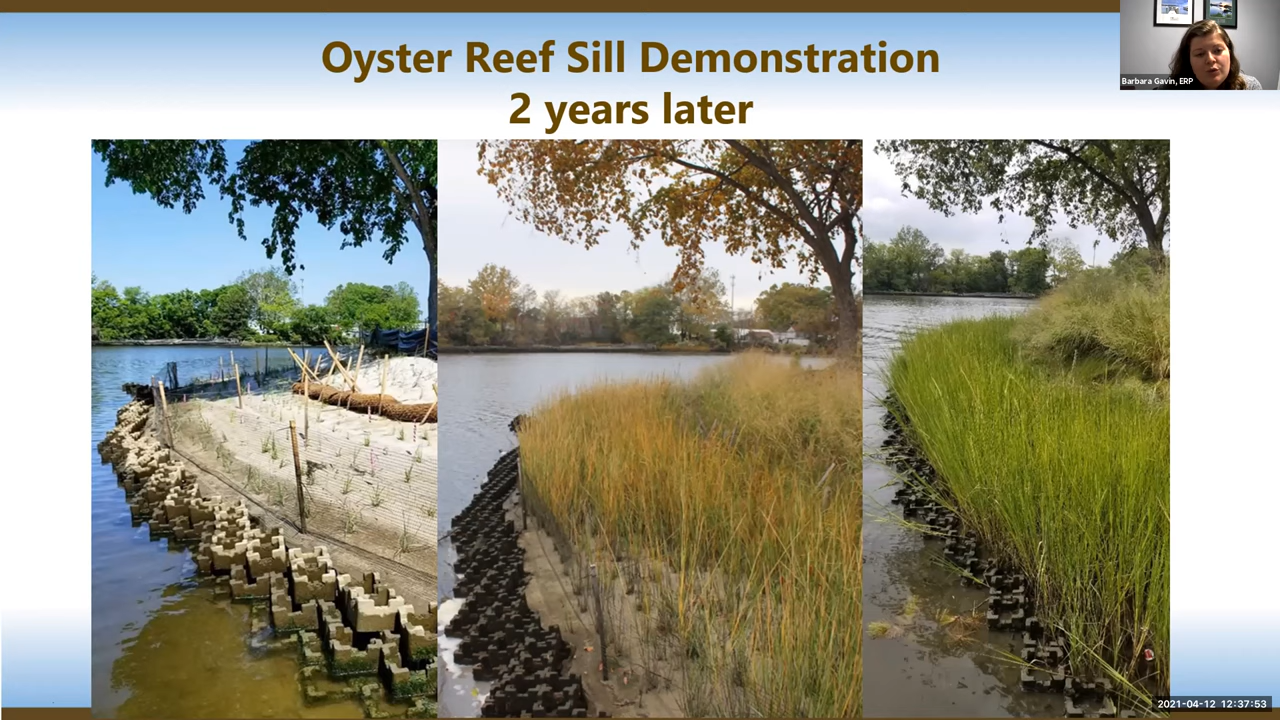 Oyster Reef Sill Demonstration
2 years later
Barbara Gavin, ERP
2021-04-12 12:37:53